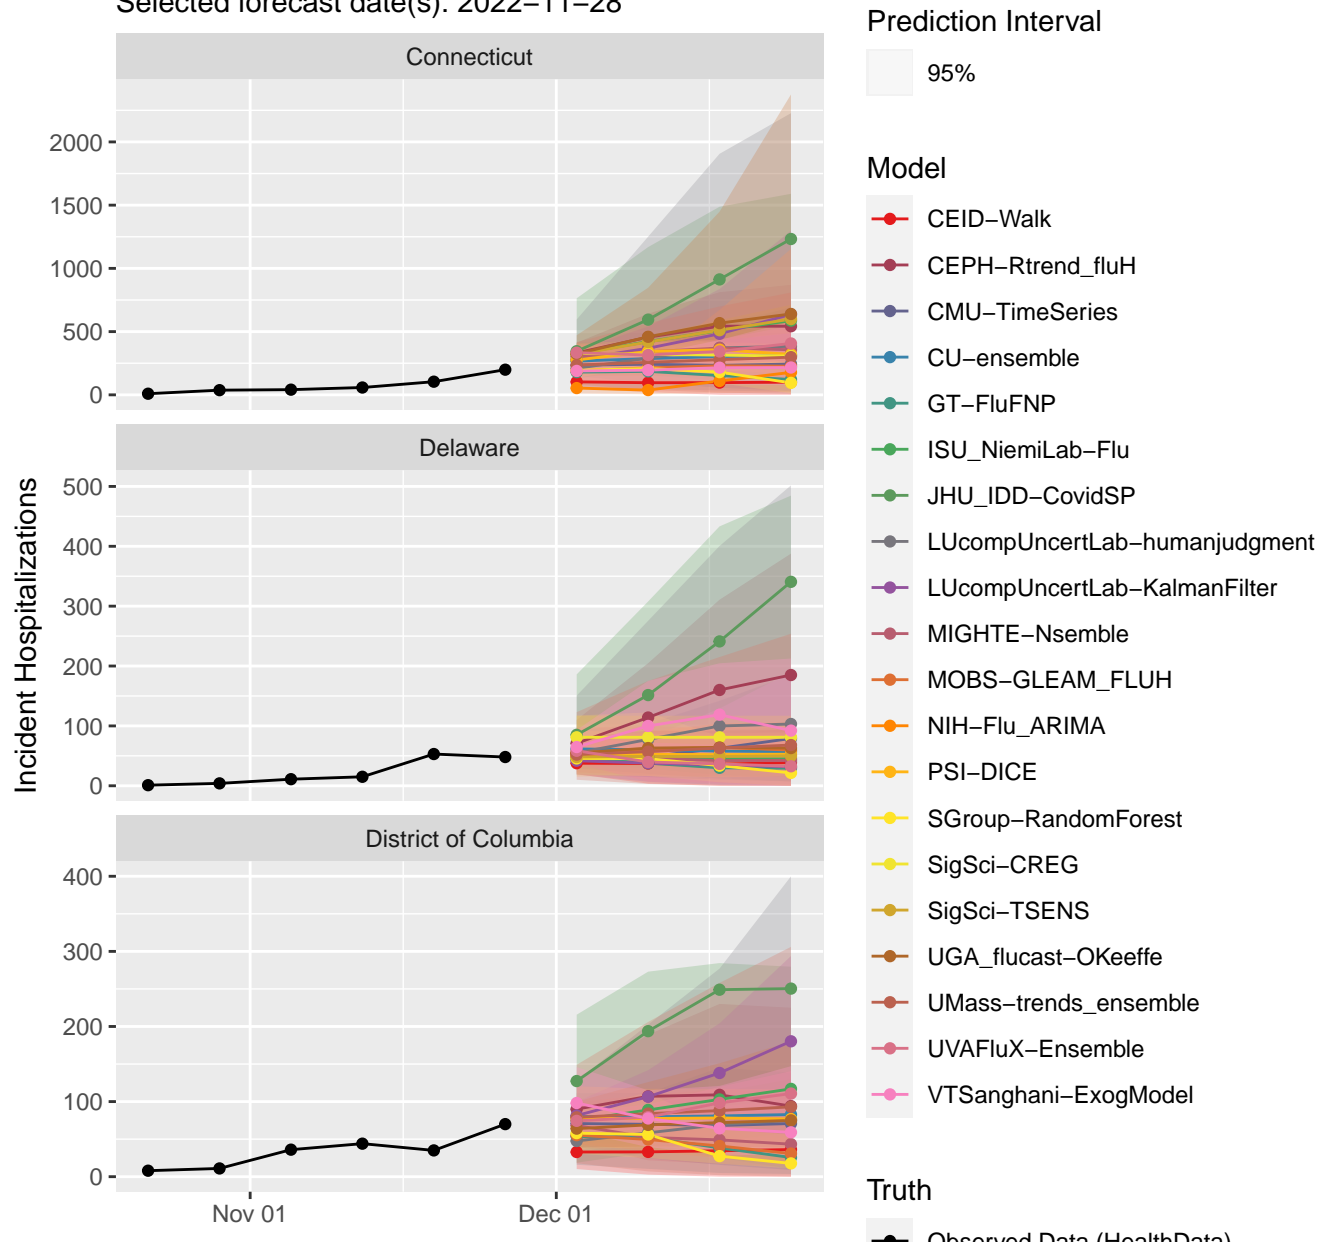 Selected forecast date(s): 2022−11−28
Connecticut
2000
1500
1000
500
0
Delaware
500
400
300
200
100
0
District of Columbia
400
300
200
100
0
Nov 01
Dec 01
Incident Hospitalizations
Prediction Interval
95%
Model
CEID−Walk
CEPH−Rtrend_fluH
CMU−TimeSeries
CU−ensemble
GT−FluFNP
ISU_NiemiLab−Flu
JHU_IDD−CovidSP
LUcompUncertLab−humanjudgment
LUcompUncertLab−KalmanFilter
MIGHTE−Nsemble
MOBS−GLEAM_FLUH
NIH−Flu_ARIMA
PSI−DICE
SGroup−RandomForest
SigSci−CREG
SigSci−TSENS
UGA_flucast−OKeeffe
UMass−trends_ensemble
UVAFluX−Ensemble
VTSanghani−ExogModel
Truth
Observed Data (HealthData)